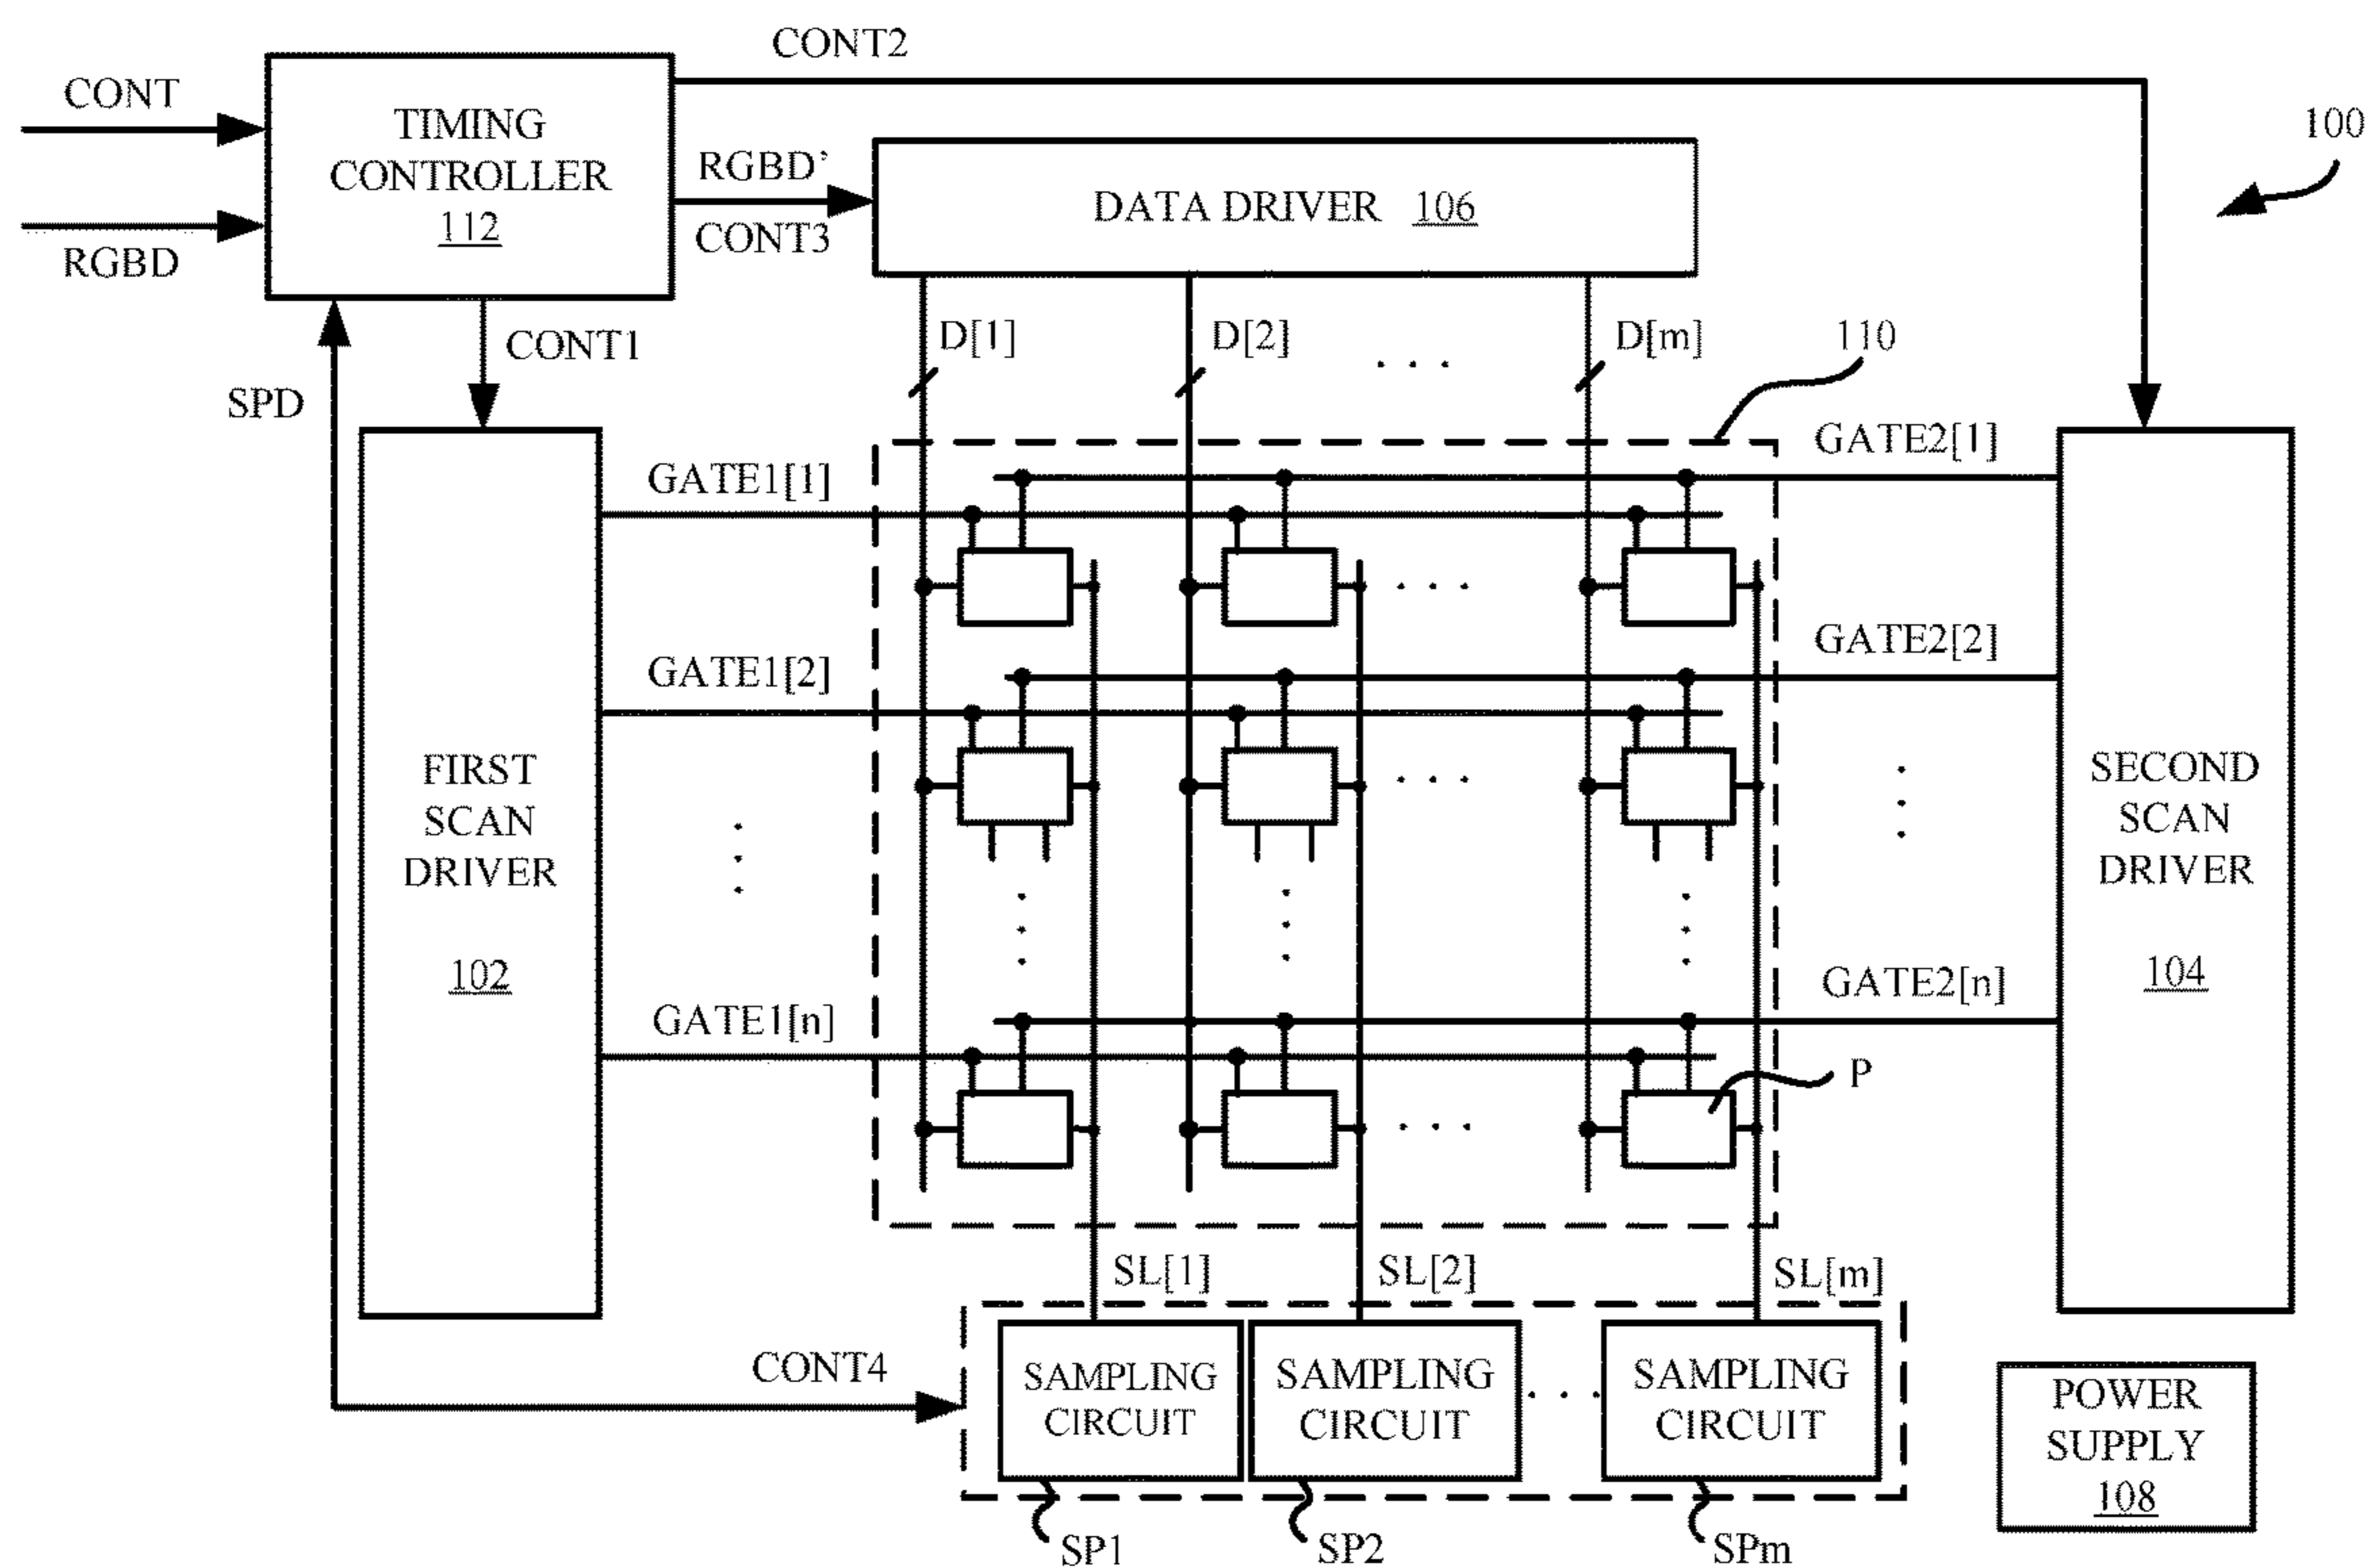 CONT2
CONT
TIMING
CONTROLLER
112
100
RGBD’
CONT3
DATA DRIVER 106
RGBD
CONT1
D[1]
D[2]
. . .
D[m]
110
SPD
GATE1[1]
GATE2[1]
. . .
GATE1[2]
GATE2[2]
. . .
FIRST
SCAN
DRIVER
102
SECOND
SCAN
DRIVER
104
GATE1[n]
GATE2[n]
P
. . .
SL[1]
SL[2]
SL[m]
CONT4
SAMPLING
CIRCUIT
SAMPLING
CIRCUIT
. . .
SAMPLING
CIRCUIT
POWER
SUPPLY
108
SP1
SP2
SPm